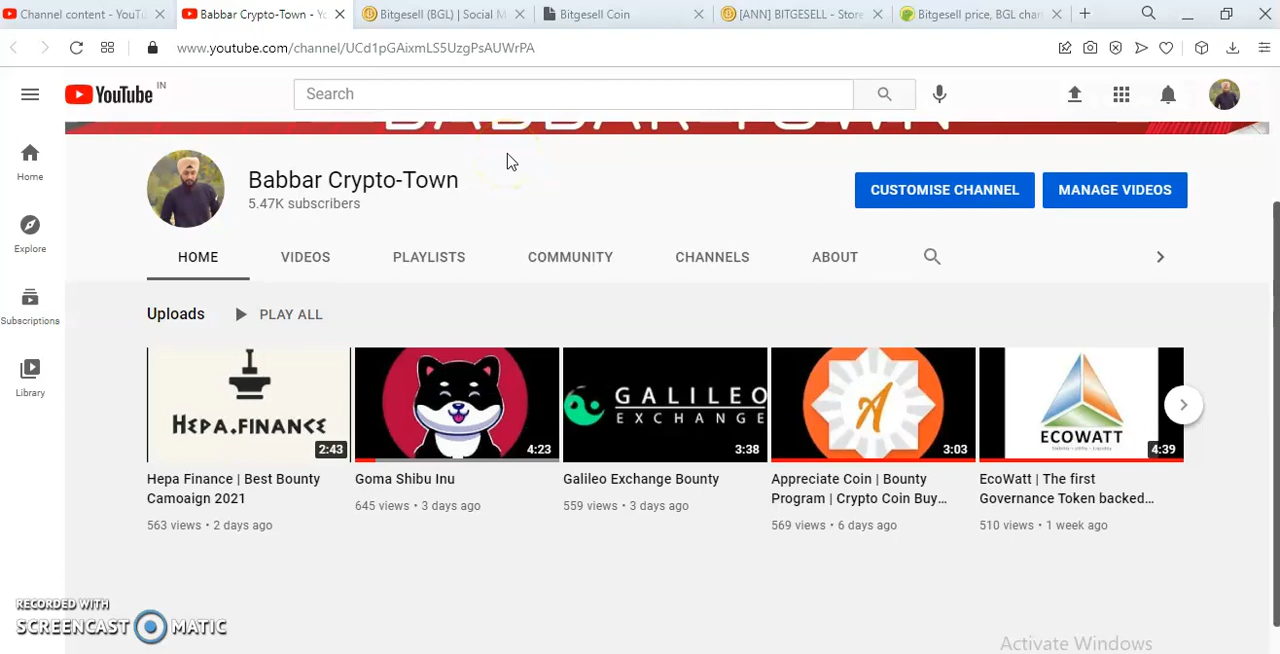 Channel content - YouTu
Babbar Crypto-Town - Yo
Bitgesell (BGL) | Social M
Bitgesell Coin
[ANN] BITGESELL - Store
Bitgesell price, BGL char
www.youtube.com/channel/UCd1pGAixmLS5UzgPsAUWrPA
YouTube IN
Search
BABBAR TOWN
Home
Explore
Subscriptions
Library
Babbar Crypto-Town
5.47K subscribers
CUSTOMISE CHANNEL
MANAGE VIDEOS
HOME VIDEOS PLAYLISTS COMMUNITY CHANNELS ABOUT
Uploads PLAY ALL
HEPA.FINANCE
2:43
Hepa Finance | Best Bounty
Camoaign 2021
563 views • 2 days ago
4:23
Goma Shibu Inu
645 views • 3 days ago
GALILEO
EXCHANGE
3:38
Galileo Exchange Bounty
559 views • 3 days ago
A
3:03
Appreciate Coin | Bounty
Program | Crypto Coin Buy...
569 views • 6 days ago
ECOWATT
4:39
EcoWatt | The first
Governance Token backed...
510 views • 1 week ago
RECORDED WITH
SCREENCAST MATIC
Activate Windows